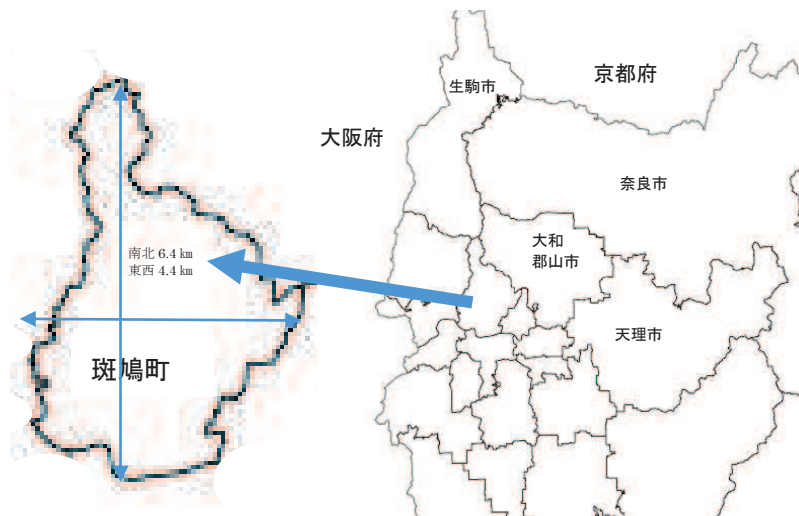 南北 6.4 ㎞
東西 4.4 ㎞
斑鳩町
大阪府
生駒市
京都府
奈良市
大和
郡山市
天理市